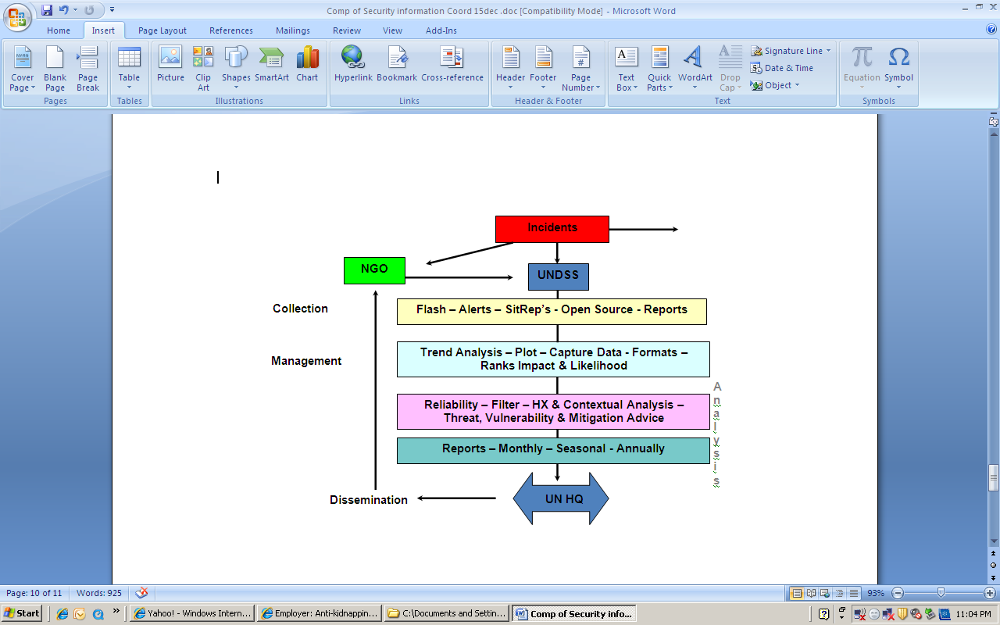 Comp of Security information Coord 15dec .doc [Compatibility Mode] - Microsoft Word
Home Insert Page Layout References Mailings Review View Add-Ins
Cover Page
Blank Page
Page Break
Table
Picture
Clip Art
Shapes
SmartArt
Chart
Hyperlink
Bookmark
Cross-reference
Header
Footer
Page Number
Text Box
Quick Parts
WordArt
Drop Cap
Signature Line
Date & Time
Object
Equation
Symbol
Pages
Tables
Illustrations
Links
Header & Footer
Text
Symbols
Incidents
NGO
UNDSS
Collection
Flash – Alerts – SitRep's - Open Source - Reports
Management
Trend Analysis – Plot – Capture Data - Formats –
Ranks Impact & Likelihood
Reliability – Filter – HX & Contextual Analysis –
Threat, Vulnerability & Mitigation Advice
Reports – Monthly – Seasonal - Annually
A
n
a
l
y
s
i
s
UN HQ
Dissemination
Page: 10 of 11 Words: 925
93%
Start
»
Yahoo! - Windows Intern...
Employer: Anti-kidnappin...
C:\Documents and Settin...
Comp of Security info...
11:04 PM